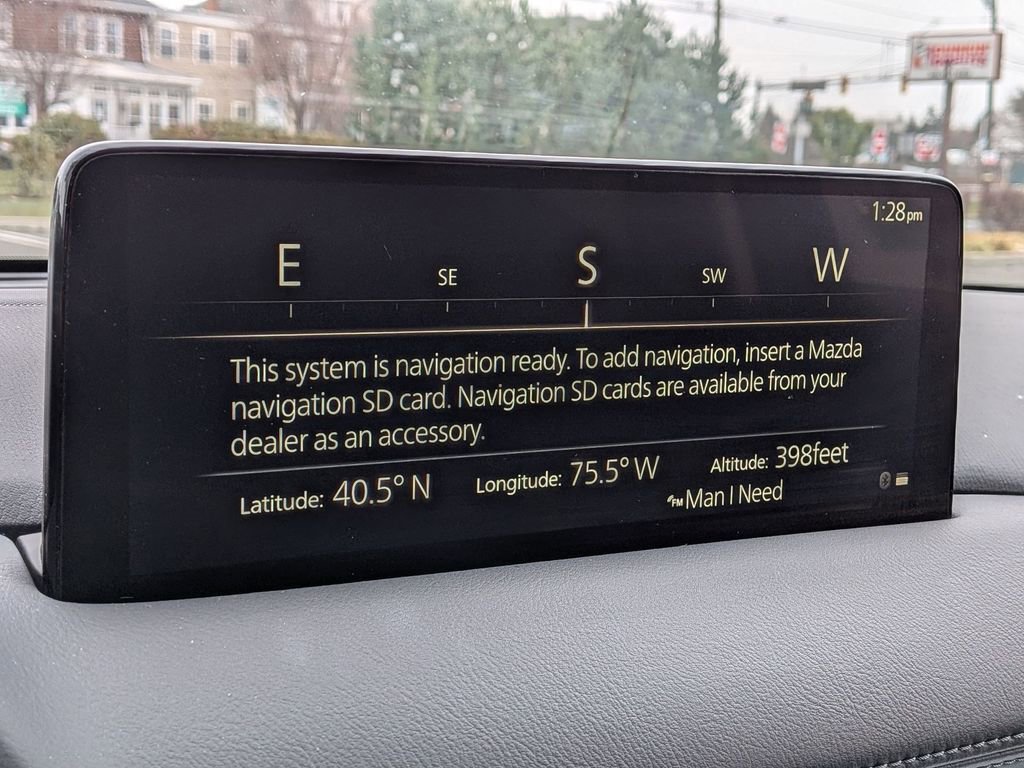 1:28pm
E SE S SW W
This system is navigation ready. To add navigation, insert a Mazda
navigation SD card. Navigation SD cards are available from your
dealer as an accessory.
Latitude: 40.5° N Longitude: 75.5° W Altitude: 398feet
FM Man I Need